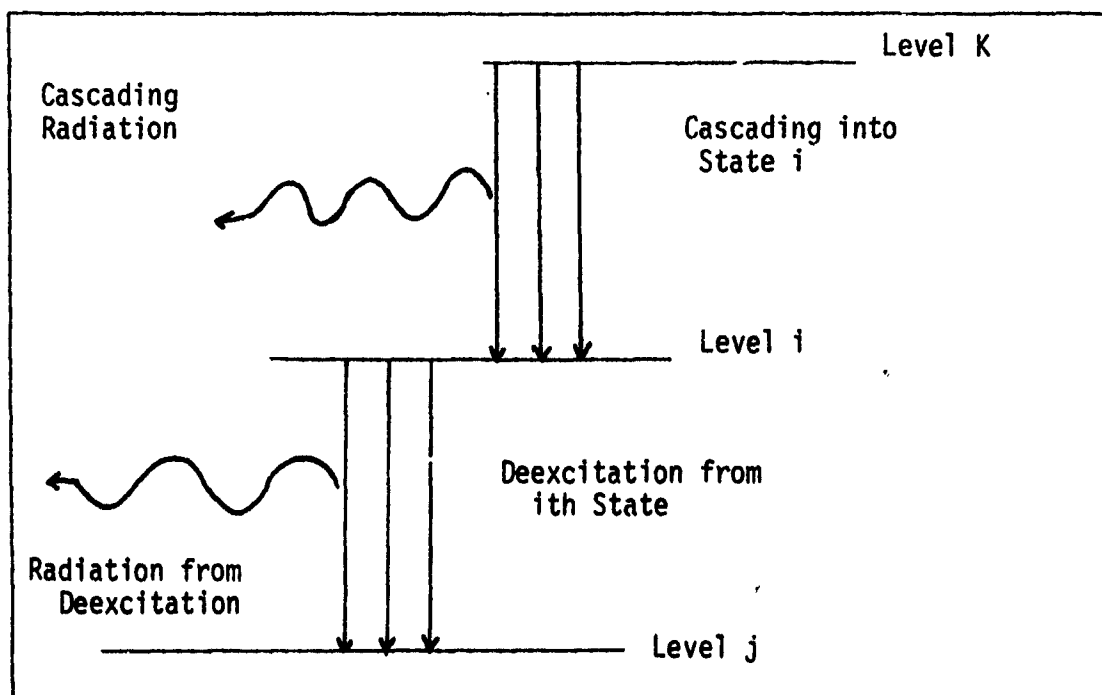 Level K
Cascading
Radiation
Cascading into
State i
Level i
Deexcitation from
ith State
Radiation from
Deexcitation
Level j